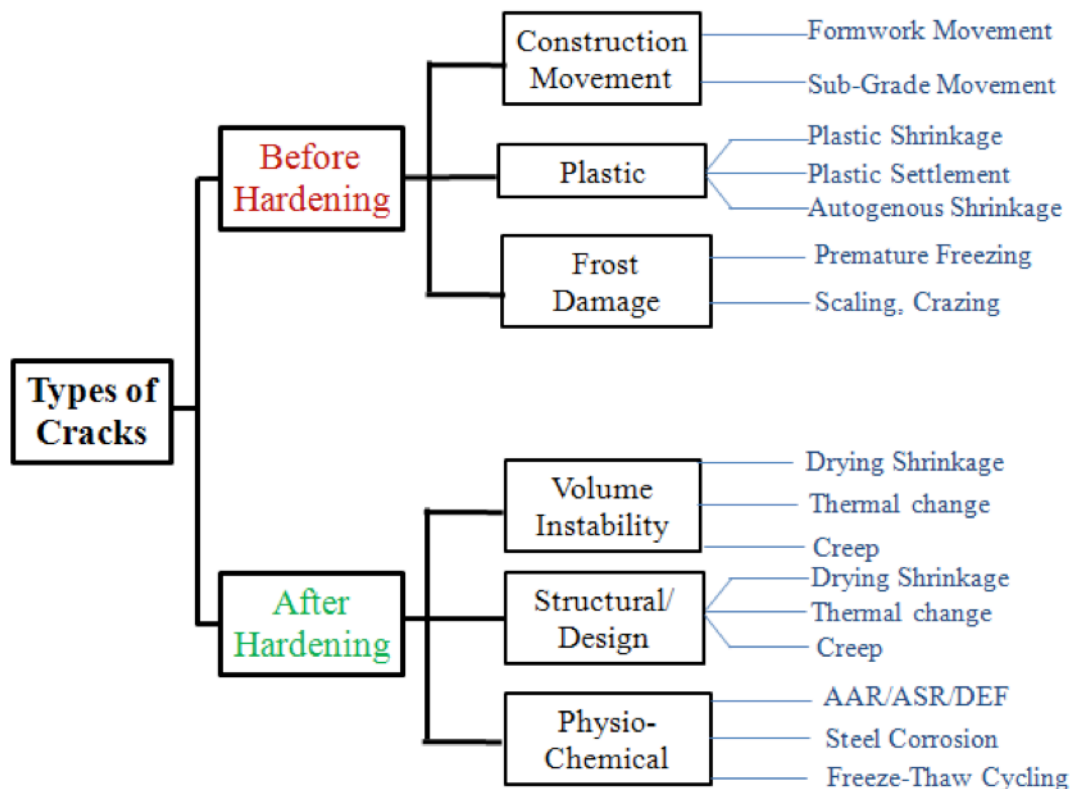 Types of
Cracks
Before
Hardening
Construction
Movement
Formwork Movement
Sub-Grade Movement
Plastic
Plastic Shrinkage
Plastic Settlement
Autogenous Shrinkage
Frost
Damage
Premature Freezing
Scaling, Crazing
After
Hardening
Volume
Instability
Drying Shrinkage
Thermal change
Creep
Structural/
Design
Drying Shrinkage
Thermal change
Creep
Physio-
Chemical
AAR/ASR/DEF
Steel Corrosion
Freeze-Thaw Cycling